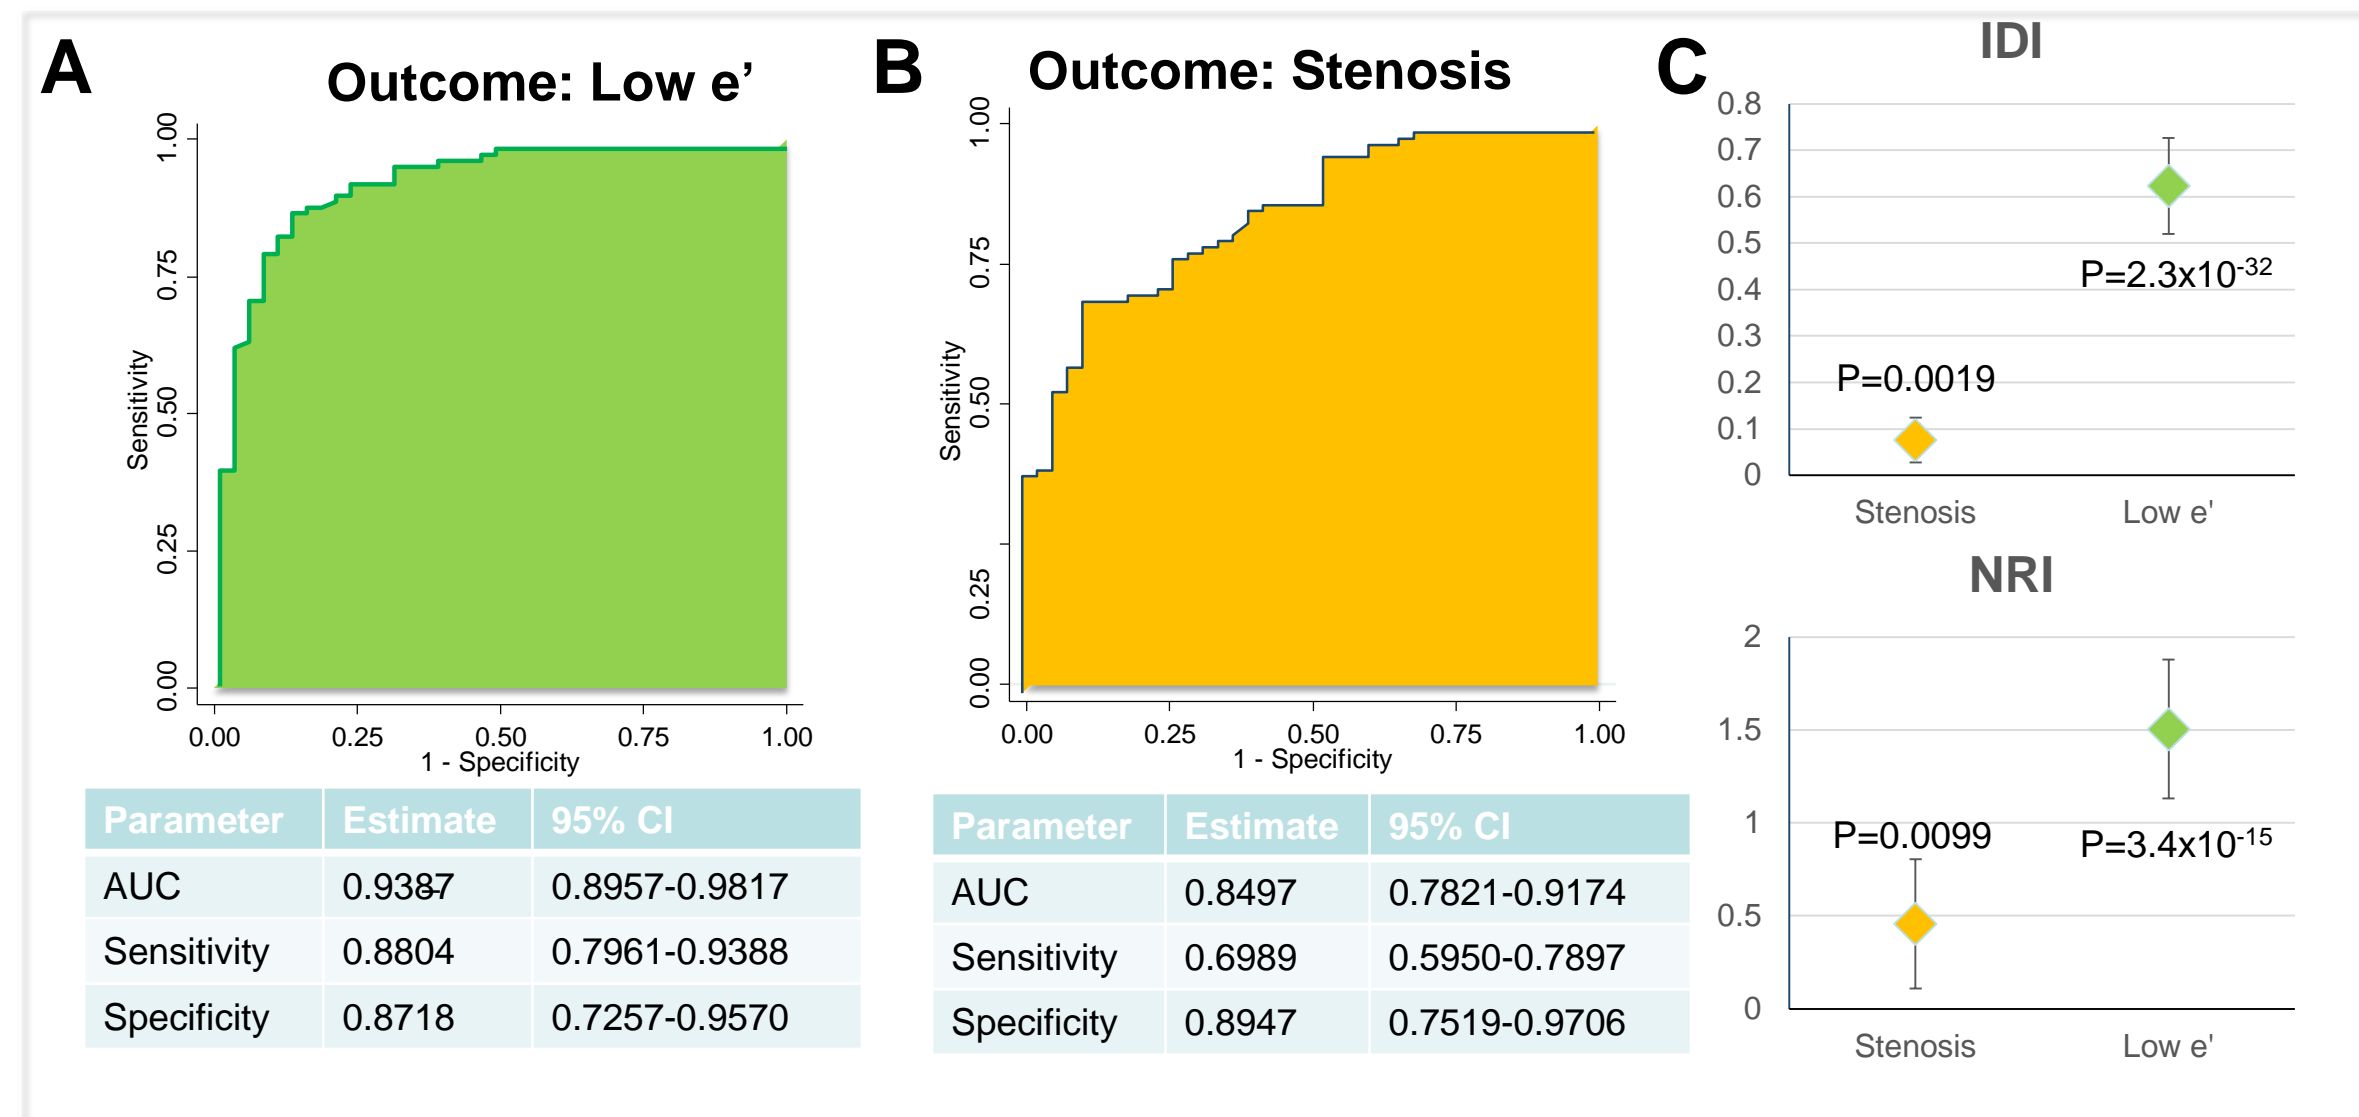 A
Outcome: Low e’
1.00
0.75
0.50
0.25
0.00
Sensitivity
0.00 0.25 0.50 0.75 1.00
1 - Specificity
Parameter Estimate 95% CI
AUC 0.9387 0.8957-0.9817
Sensitivity 0.8804 0.7961-0.9388
Specificity 0.8718 0.7257-0.9570
B
Outcome: Stenosis
1.00
0.75
0.50
0.25
0.00
Sensitivity
0.00 0.25 0.50 0.75 1.00
1 - Specificity
Parameter Estimate 95% CI
AUC 0.8497 0.7821-0.9174
Sensitivity 0.6989 0.5950-0.7897
Specificity 0.8947 0.7519-0.9706
C
IDI
0.8
0.7
0.6
0.5
0.4
0.3
0.2
0.1
0
P=2.3x10⁻³²
P=0.0019
Stenosis Low e'
NRI
2
1.5
1
0.5
0
P=0.0099
P=3.4x10⁻¹⁵
Stenosis Low e'